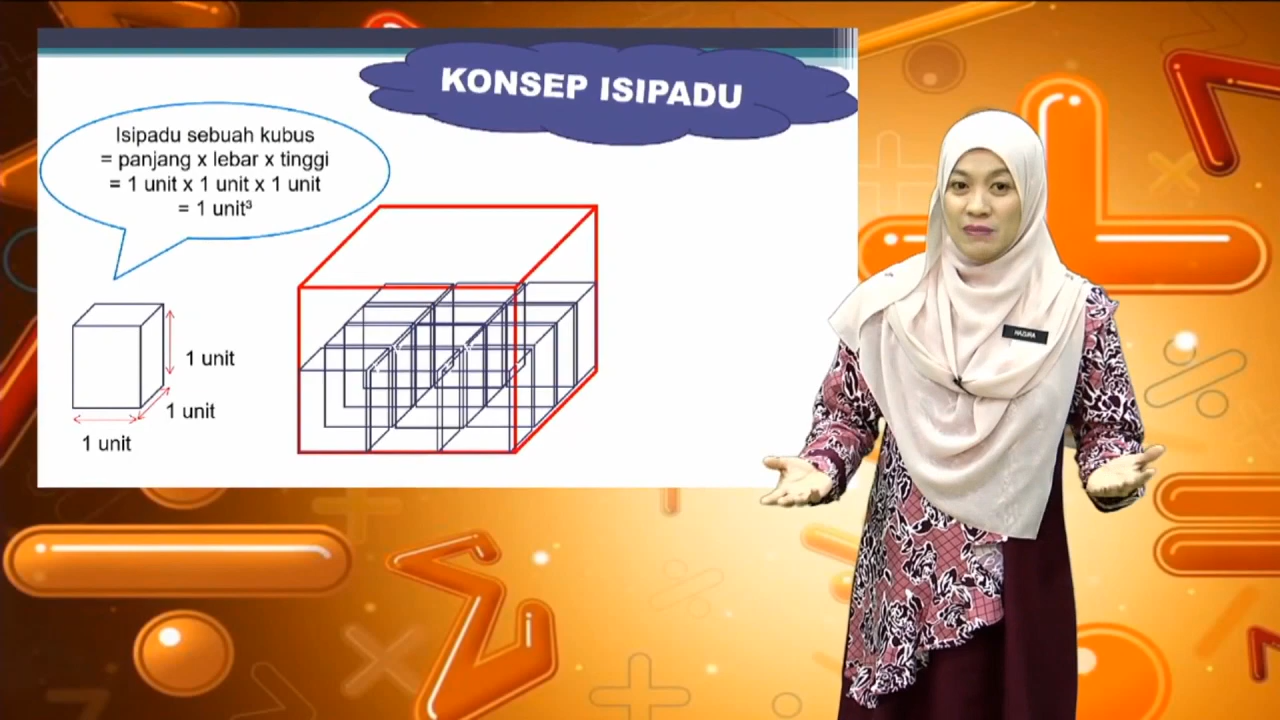 KONSEP ISIPADU
Isipadu sebuah kubus
= panjang x lebar x tinggi
= 1 unit x 1 unit x 1 unit
= 1 unit³
1 unit
1 unit
1 unit
HAZURA